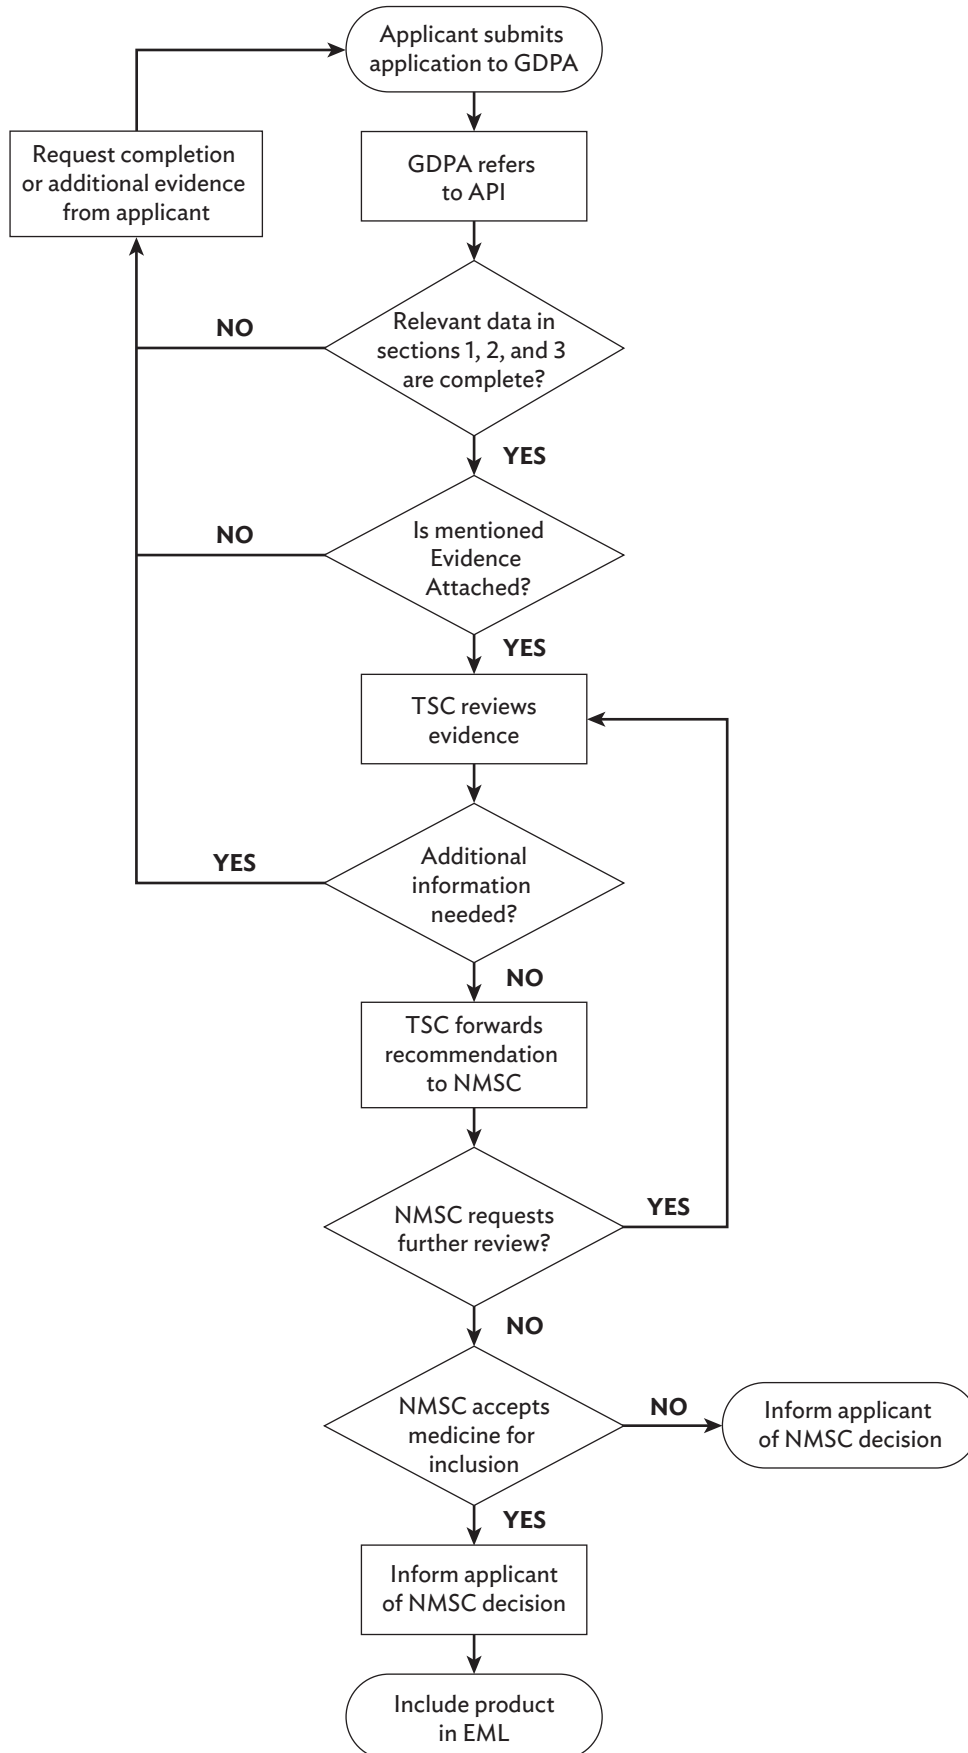 Applicant submits
application to GDPA
Request completion
or additional evidence
from applicant
GDPA refers
to API
NO
Relevant data in
sections 1, 2, and 3
are complete?
YES
NO
Is mentioned
Evidence
Attached?
YES
TSC reviews
evidence
YES
Additional
information
needed?
NO
TSC forwards
recommendation
to NMSC
NMSC requests
further review?
YES
NO
NMSC accepts
medicine for
inclusion
NO
Inform applicant
of NMSC decision
YES
Inform applicant
of NMSC decision
Include product
in EML